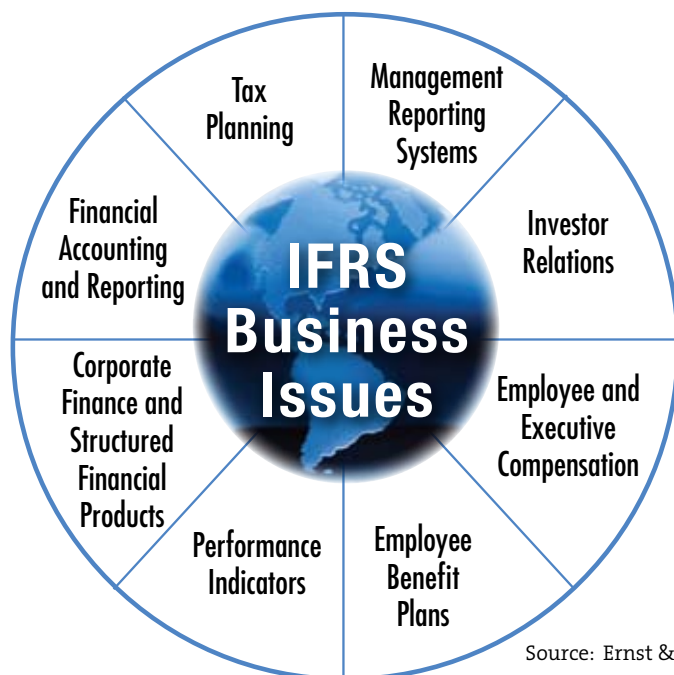 Tax
Planning
Management
Reporting
Systems
Financial
Accounting
and Reporting
Investor
Relations
IFRS
Business
Issues
Corporate
Finance and
Structured
Financial
Products
Employee and
Executive
Compensation
Performance
Indicators
Employee
Benefit
Plans
Source: Ernst &